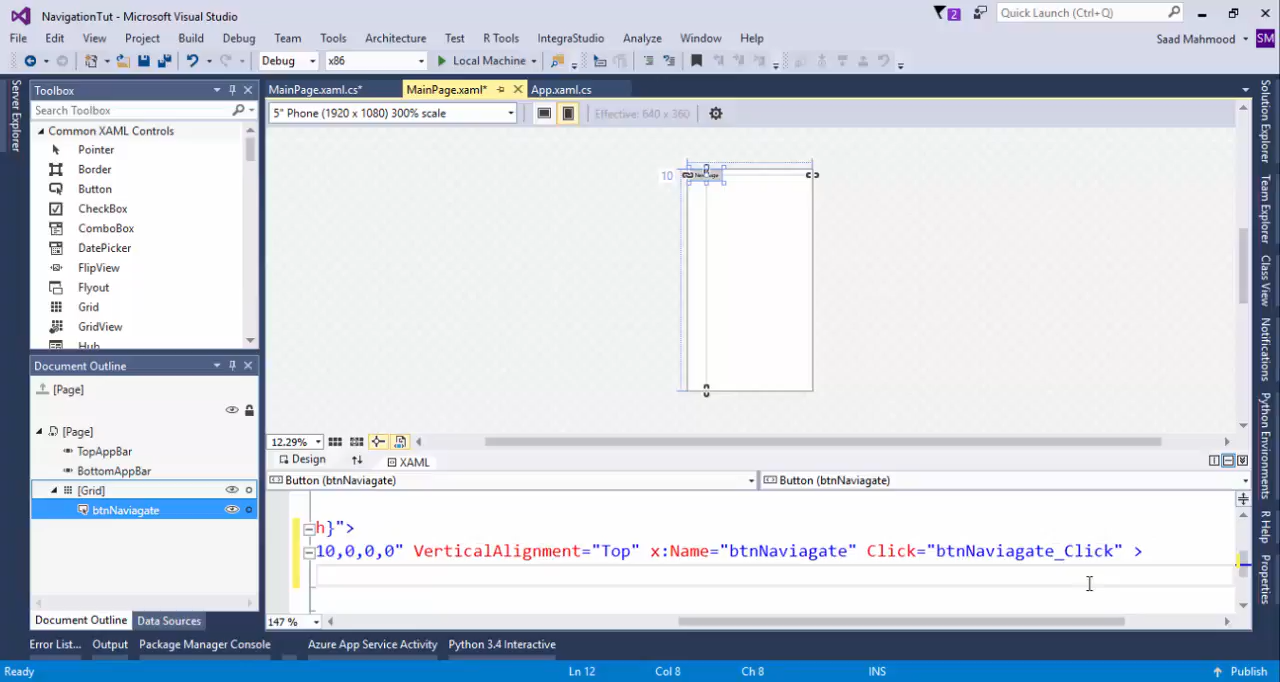 NavigationTut - Microsoft Visual Studio
2
Quick Launch (Ctrl+Q)
File Edit View Project Build Debug Team Tools Architecture Test R Tools IntegraStudio Analyze Window Help
Saad Mahmood SM
Debug x86 Local Machine
Server Explorer
Toolbox
Search Toolbox
Common XAML Controls
Pointer
Border
Button
CheckBox
ComboBox
DatePicker
FlipView
Flyout
Grid
GridView
Hub
Document Outline
[Page]
[Page]
TopAppBar
BottomAppBar
[Grid]
btnNaviagate
Document Outline Data Sources
MainPage.xaml.cs* MainPage.xaml* App.xaml.cs
5" Phone (1920 x 1080) 300% scale Effective: 640 x 360
10
12.29%
Design XAML
Button (btnNaviagate) Button (btnNaviagate)
h}">
10,0,0,0" VerticalAlignment="Top" x:Name="btnNaviagate" Click="btnNaviagate_Click" >
147 %
Solution Explorer
Team Explorer
Class View
Notifications
Python Environments
R Help
Properties
Error List... Output Package Manager Console Azure App Service Activity Python 3.4 Interactive
Ready Ln 12 Col 8 Ch 8 INS Publish